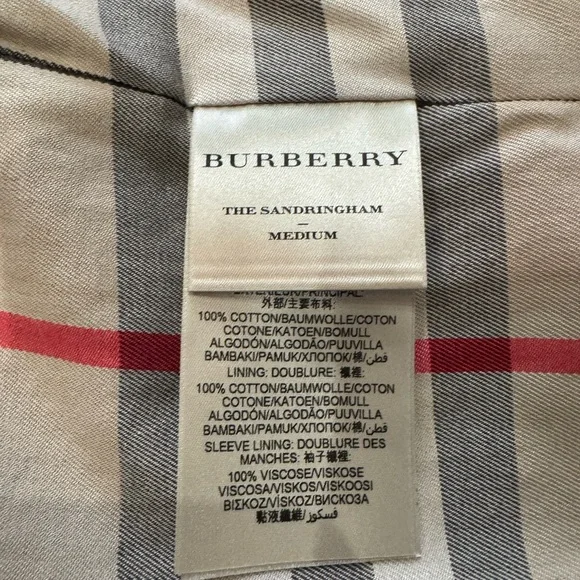 BURBERRY
THE SANDRINGHAM
–
MEDIUM
EXTERIEUR/PRINCIPAL:
外部/主要布料:
100% COTTON/BAUMWOLLE/COTON
COTONE/KATOEN/BOMULL
ALGODÓN/ALGODÃO/PUUVILLA
BAMBAKI/PAMUK/ХЛОПОК/棉/قطن
LINING: DOUBLURE: 襯裡:
100% COTTON/BAUMWOLLE/COTON
COTONE/KATOEN/BOMULL
ALGODÓN/ALGODÃO/PUUVILLA
BAMBAKI/PAMUK/ХЛОПОК/棉/قطن
SLEEVE LINING: DOUBLURE DES
MANCHES: 袖子襯裡:
100% VISCOSE/VISKOSE
VISCOSA/VISKOS/VISKOOSI
ΒΙΣΚΟΖ/VİSKOZ/ВИСКОЗА
黏液纖維/فسكوز